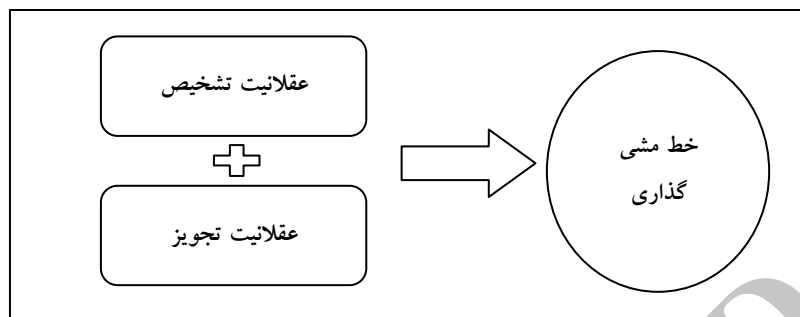 عقلانیت تشخیص
عقلانیت تجویز
خط مشی
گذاری